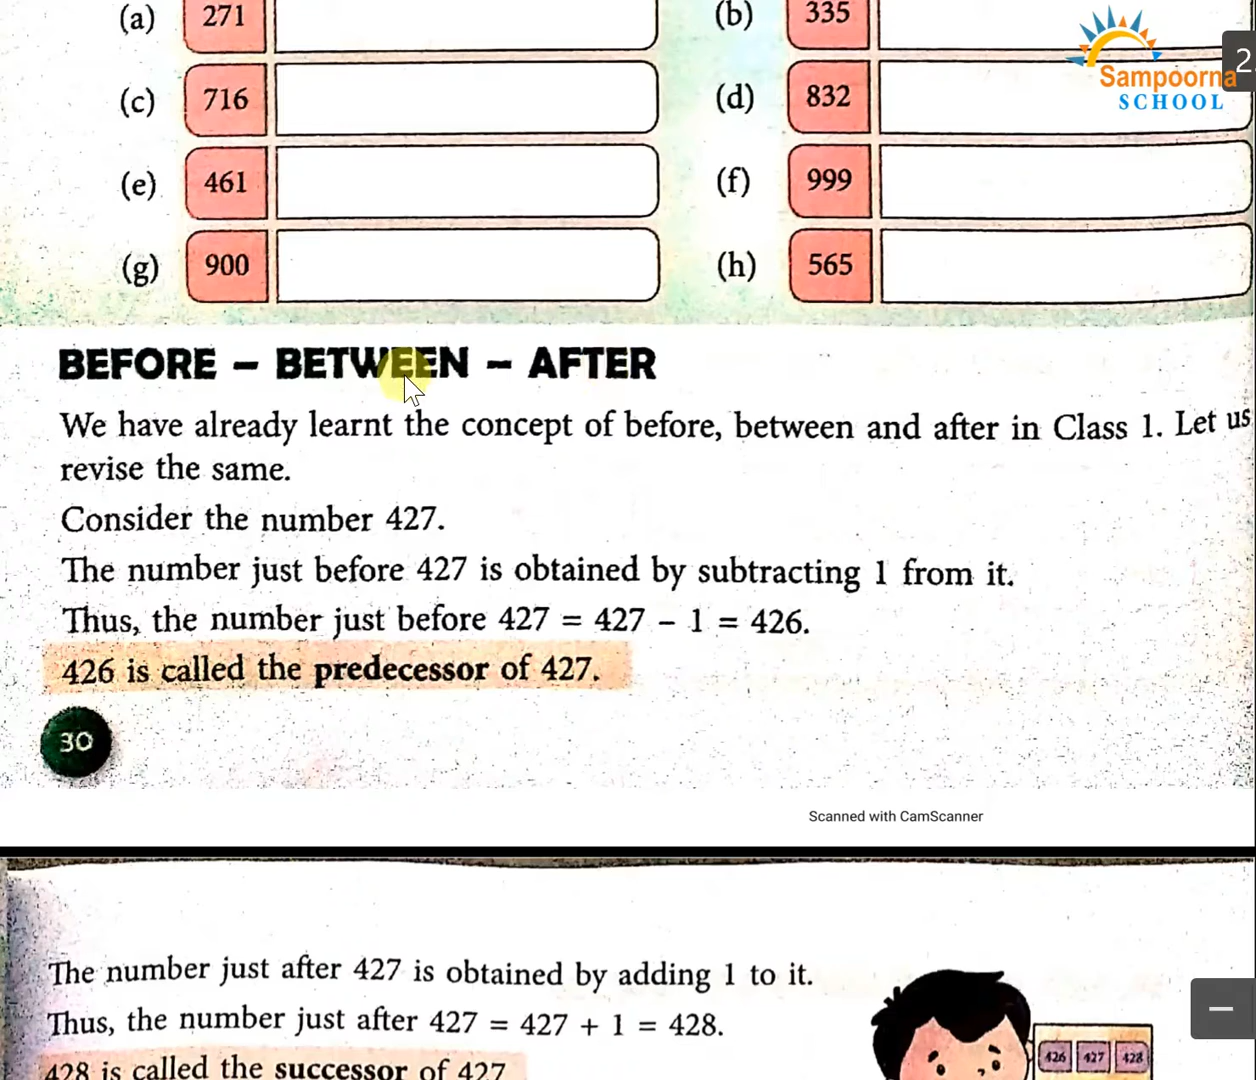 (a) 271 (b) 335
Sampoorna
SCHOOL
2
(c) 716 (d) 832
(e) 461 (f) 999
(g) 900 (h) 565
BEFORE – BETWEEN – AFTER
We have already learnt the concept of before, between and after in Class 1. Let us
revise the same.
Consider the number 427.
The number just before 427 is obtained by subtracting 1 from it.
Thus, the number just before 427 = 427 – 1 = 426.
426 is called the predecessor of 427.
30
Scanned with CamScanner
The number just after 427 is obtained by adding 1 to it.
Thus, the number just after 427 = 427 + 1 = 428.
428 is called the successor of 427
426 427 428